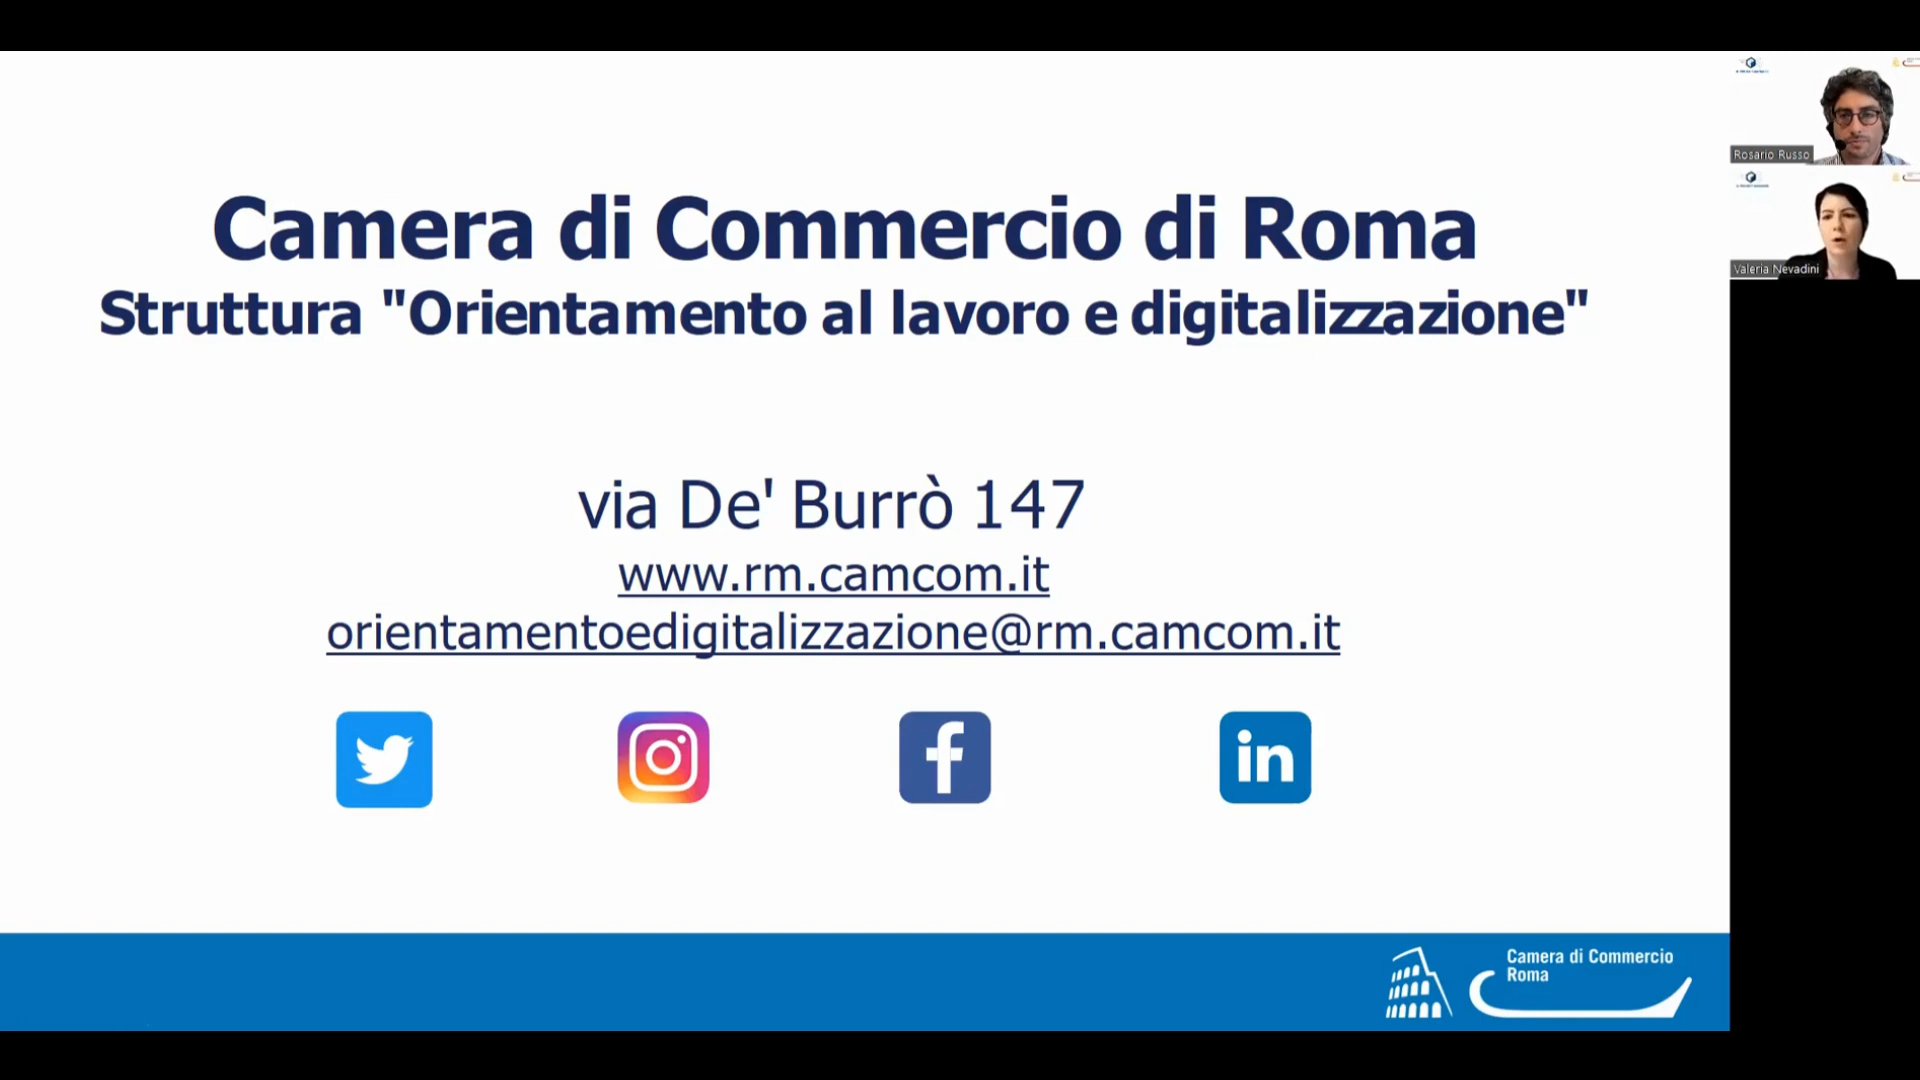 Camera di Commercio di Roma
Struttura "Orientamento al lavoro e digitalizzazione"
via De' Burrò 147
www.rm.camcom.it
orientamentoedigitalizzazione@rm.camcom.it
in
Camera di Commercio
Roma
Rosario Russo
Valeria Nevadini